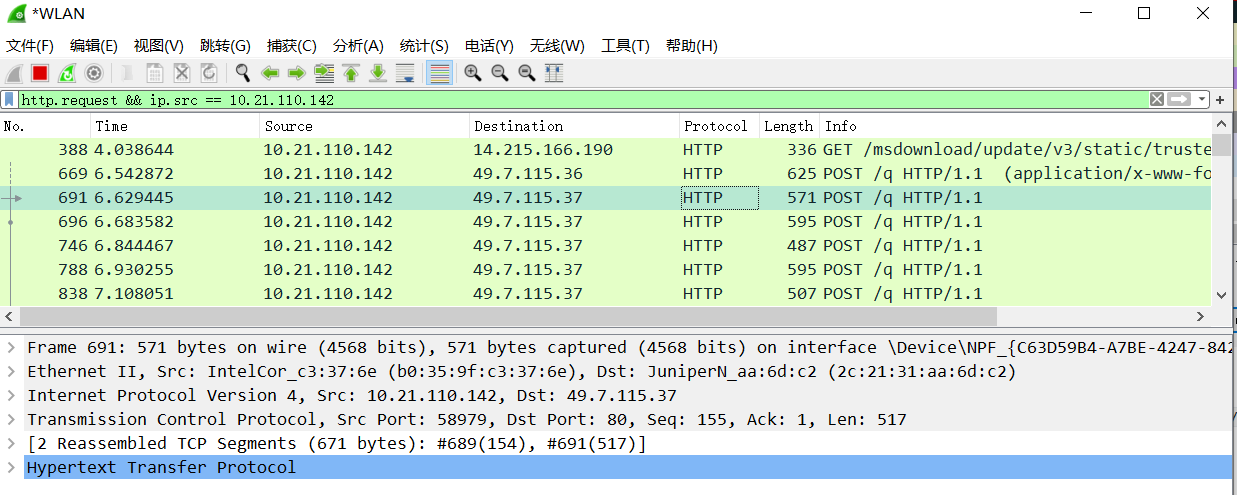 *WLAN
文件(F) 编辑(E) 视图(V) 跳转(G) 捕获(C) 分析(A) 统计(S) 电话(Y) 无线(W) 工具(T) 帮助(H)
http.request && ip.src == 10.21.110.142
No. Time Source Destination Protocol Length Info
388 4.038644 10.21.110.142 14.215.166.190 HTTP 336 GET /msdownload/update/v3/static/truste
669 6.542872 10.21.110.142 49.7.115.36 HTTP 625 POST /q HTTP/1.1 (application/x-www-fo
691 6.629445 10.21.110.142 49.7.115.37 HTTP 571 POST /q HTTP/1.1
696 6.683582 10.21.110.142 49.7.115.37 HTTP 595 POST /q HTTP/1.1
746 6.844467 10.21.110.142 49.7.115.37 HTTP 487 POST /q HTTP/1.1
788 6.930255 10.21.110.142 49.7.115.37 HTTP 595 POST /q HTTP/1.1
838 7.108051 10.21.110.142 49.7.115.37 HTTP 507 POST /q HTTP/1.1
Frame 691: 571 bytes on wire (4568 bits), 571 bytes captured (4568 bits) on interface \Device\NPF_{C63D59B4-A7BE-4247-842
Ethernet II, Src: IntelCor_c3:37:6e (b0:35:9f:c3:37:6e), Dst: JuniperN_aa:6d:c2 (2c:21:31:aa:6d:c2)
Internet Protocol Version 4, Src: 10.21.110.142, Dst: 49.7.115.37
Transmission Control Protocol, Src Port: 58979, Dst Port: 80, Seq: 155, Ack: 1, Len: 517
[2 Reassembled TCP Segments (671 bytes): #689(154), #691(517)]
Hypertext Transfer Protocol